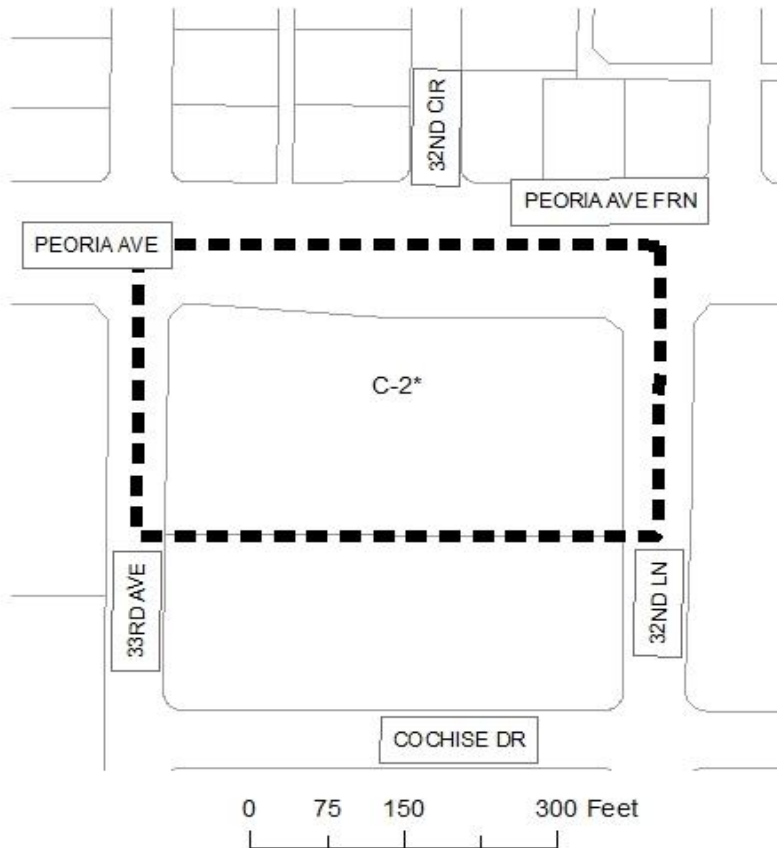 32ND CIR
PEORIA AVE FRN
PEORIA AVE
C-2*
33RD AVE
32ND LN
COCHISE DR
0 75 150 300 Feet